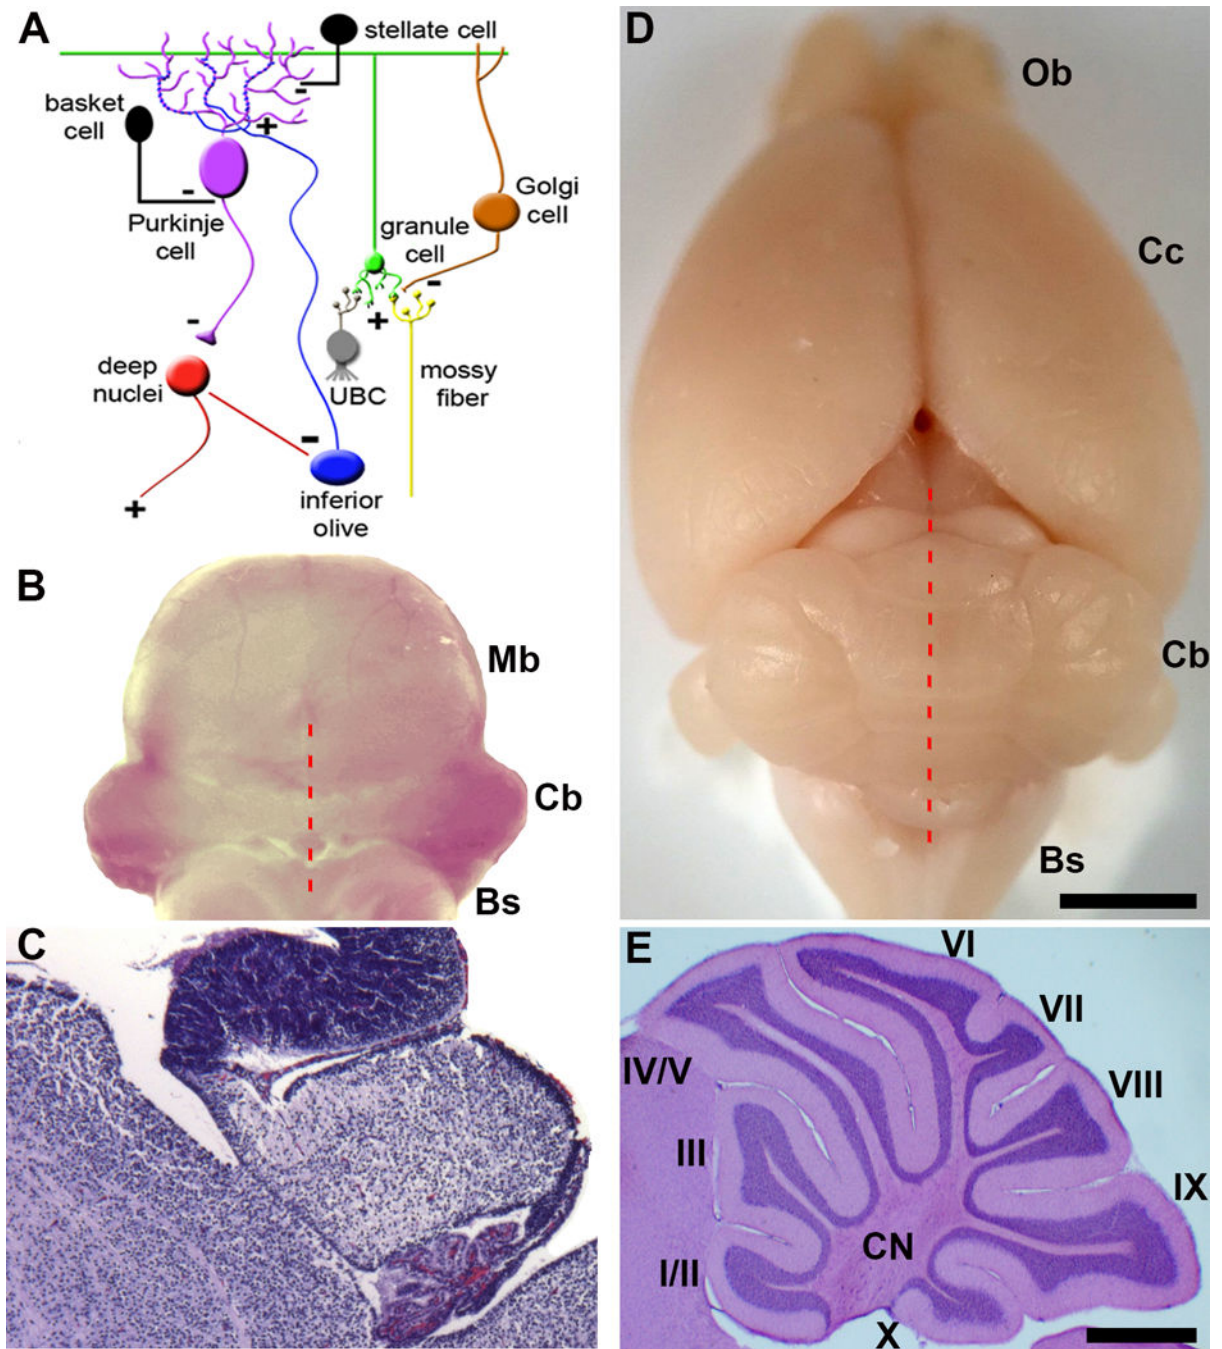 A
stellate cell
basket
cell
+
-
-
Purkinje
cell
Golgi
cell
granule
cell
-
+
-
deep
nuclei
UBC
mossy
fiber
-
+
inferior
olive
B
Mb
Cb
Bs
C
D
Ob
Cc
Cb
Bs
E
VI
VII
IV/V
VIII
III
IX
CN
I/II
X